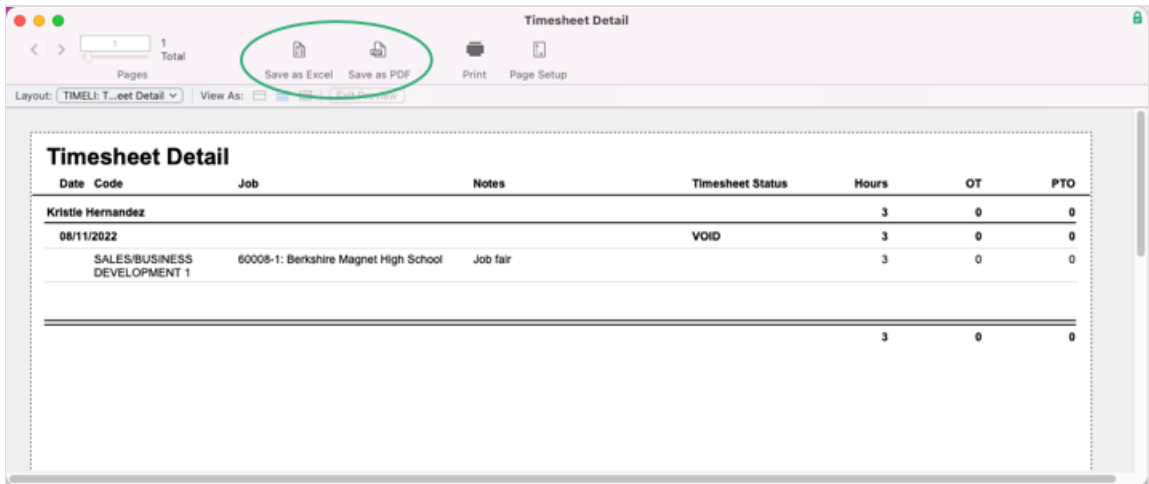 Timesheet Detail
1 1
Total
Pages Save as Excel Save as PDF Print Page Setup
Layout: TIMELI: T...eet Detail View As: Exit Preview
Timesheet Detail
Date Code Job Notes Timesheet Status Hours OT PTO
Kristie Hernandez 3 0 0
08/11/2022 VOID 3 0 0
SALES/BUSINESS 60008-1: Berkshire Magnet High School Job fair 3 0 0
DEVELOPMENT 1
3 0 0